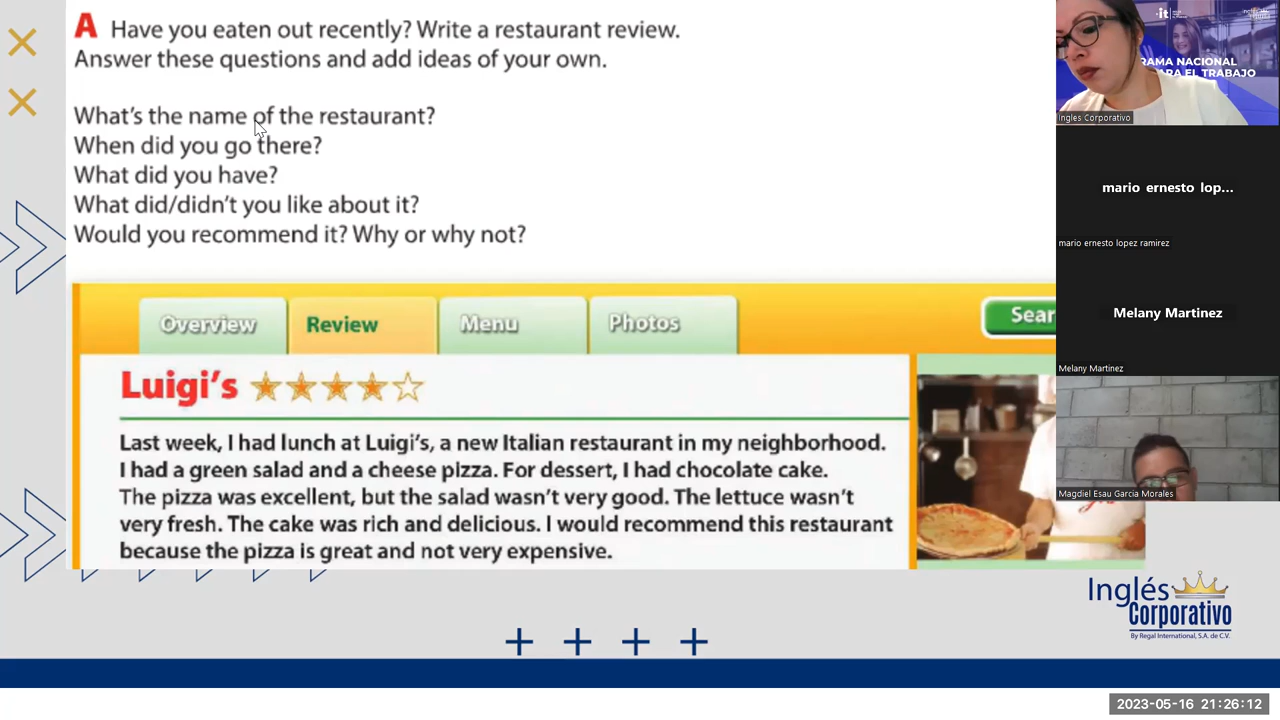 A Have you eaten out recently? Write a restaurant review.
Answer these questions and add ideas of your own.
What's the name of the restaurant?
When did you go there?
What did you have?
What did/didn't you like about it?
Would you recommend it? Why or why not?
Overview
Review
Menu
Photos
Sear
Luigi's
Last week, I had lunch at Luigi's, a new Italian restaurant in my neighborhood.
I had a green salad and a cheese pizza. For dessert, I had chocolate cake.
The pizza was excellent, but the salad wasn't very good. The lettuce wasn't
very fresh. The cake was rich and delicious. I would recommend this restaurant
because the pizza is great and not very expensive.
Inglés
Corporativo
By Regal International, S.A. de C.V.
it
RAMA NACIONAL
PARA EL TRABAJO
Ingles Corporativo
mario ernesto lop...
mario ernesto lopez ramirez
Melany Martinez
Melany Martinez
Magdiel Esau Garcia Morales
2023-05-16 21:26:12